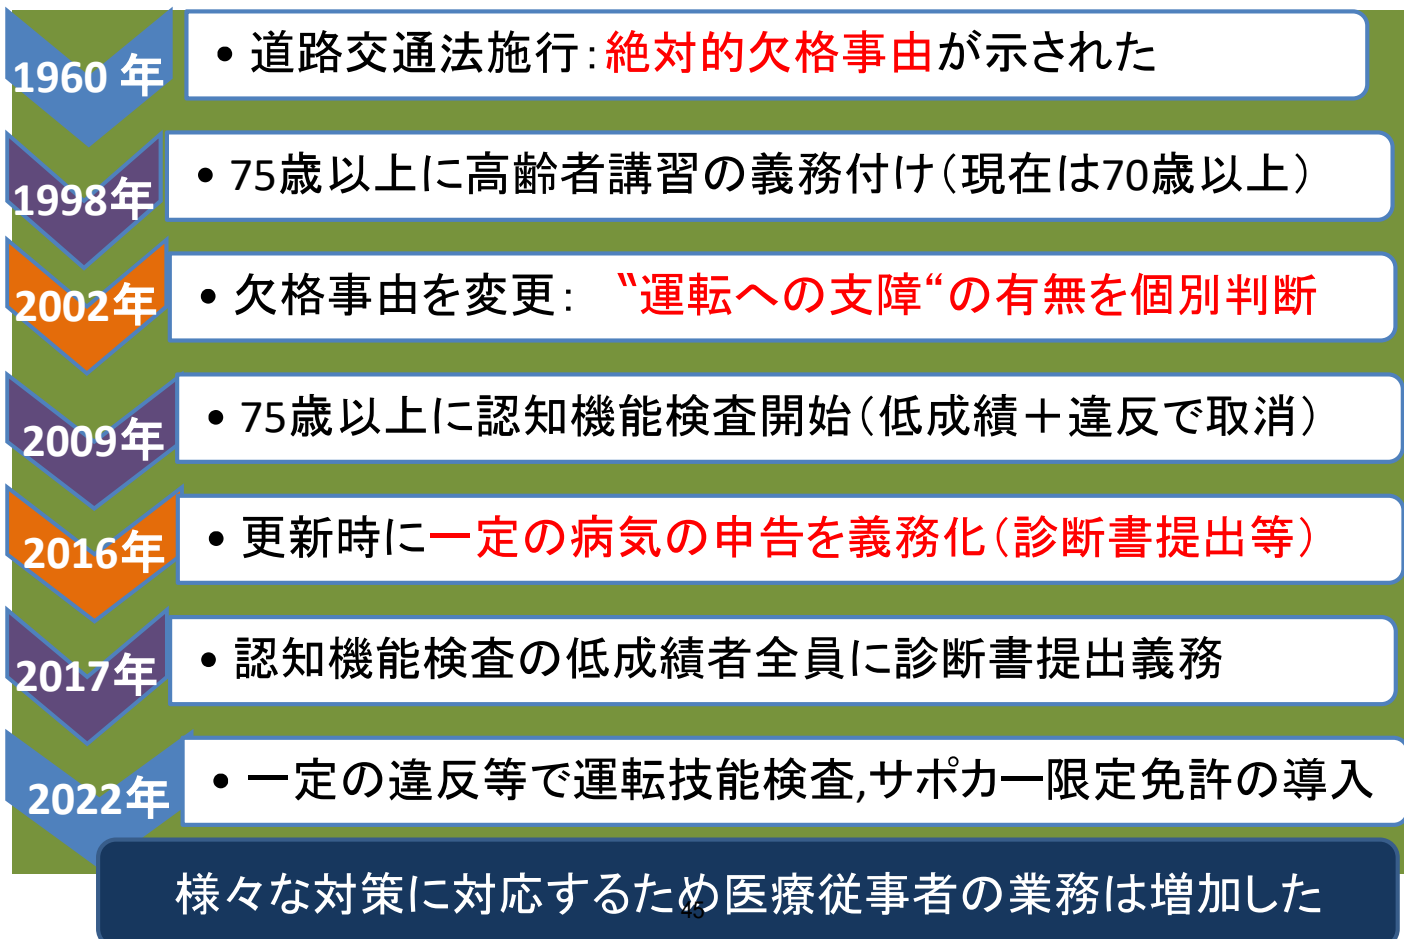 1960 年
• 道路交通法施行：絶対的欠格事由が示された
1998年
• 75歳以上に高齢者講習の義務付け（現在は70歳以上）
2002年
• 欠格事由を変更： 〝運転への支障“の有無を個別判断
2009年
• 75歳以上に認知機能検査開始（低成績＋違反で取消）
2016年
• 更新時に一定の病気の申告を義務化（診断書提出等）
2017年
• 認知機能検査の低成績者全員に診断書提出義務
2022年
• 一定の違反等で運転技能検査,サポカー限定免許の導入
様々な対策に対応するため医療従事者の業務は増加した
45